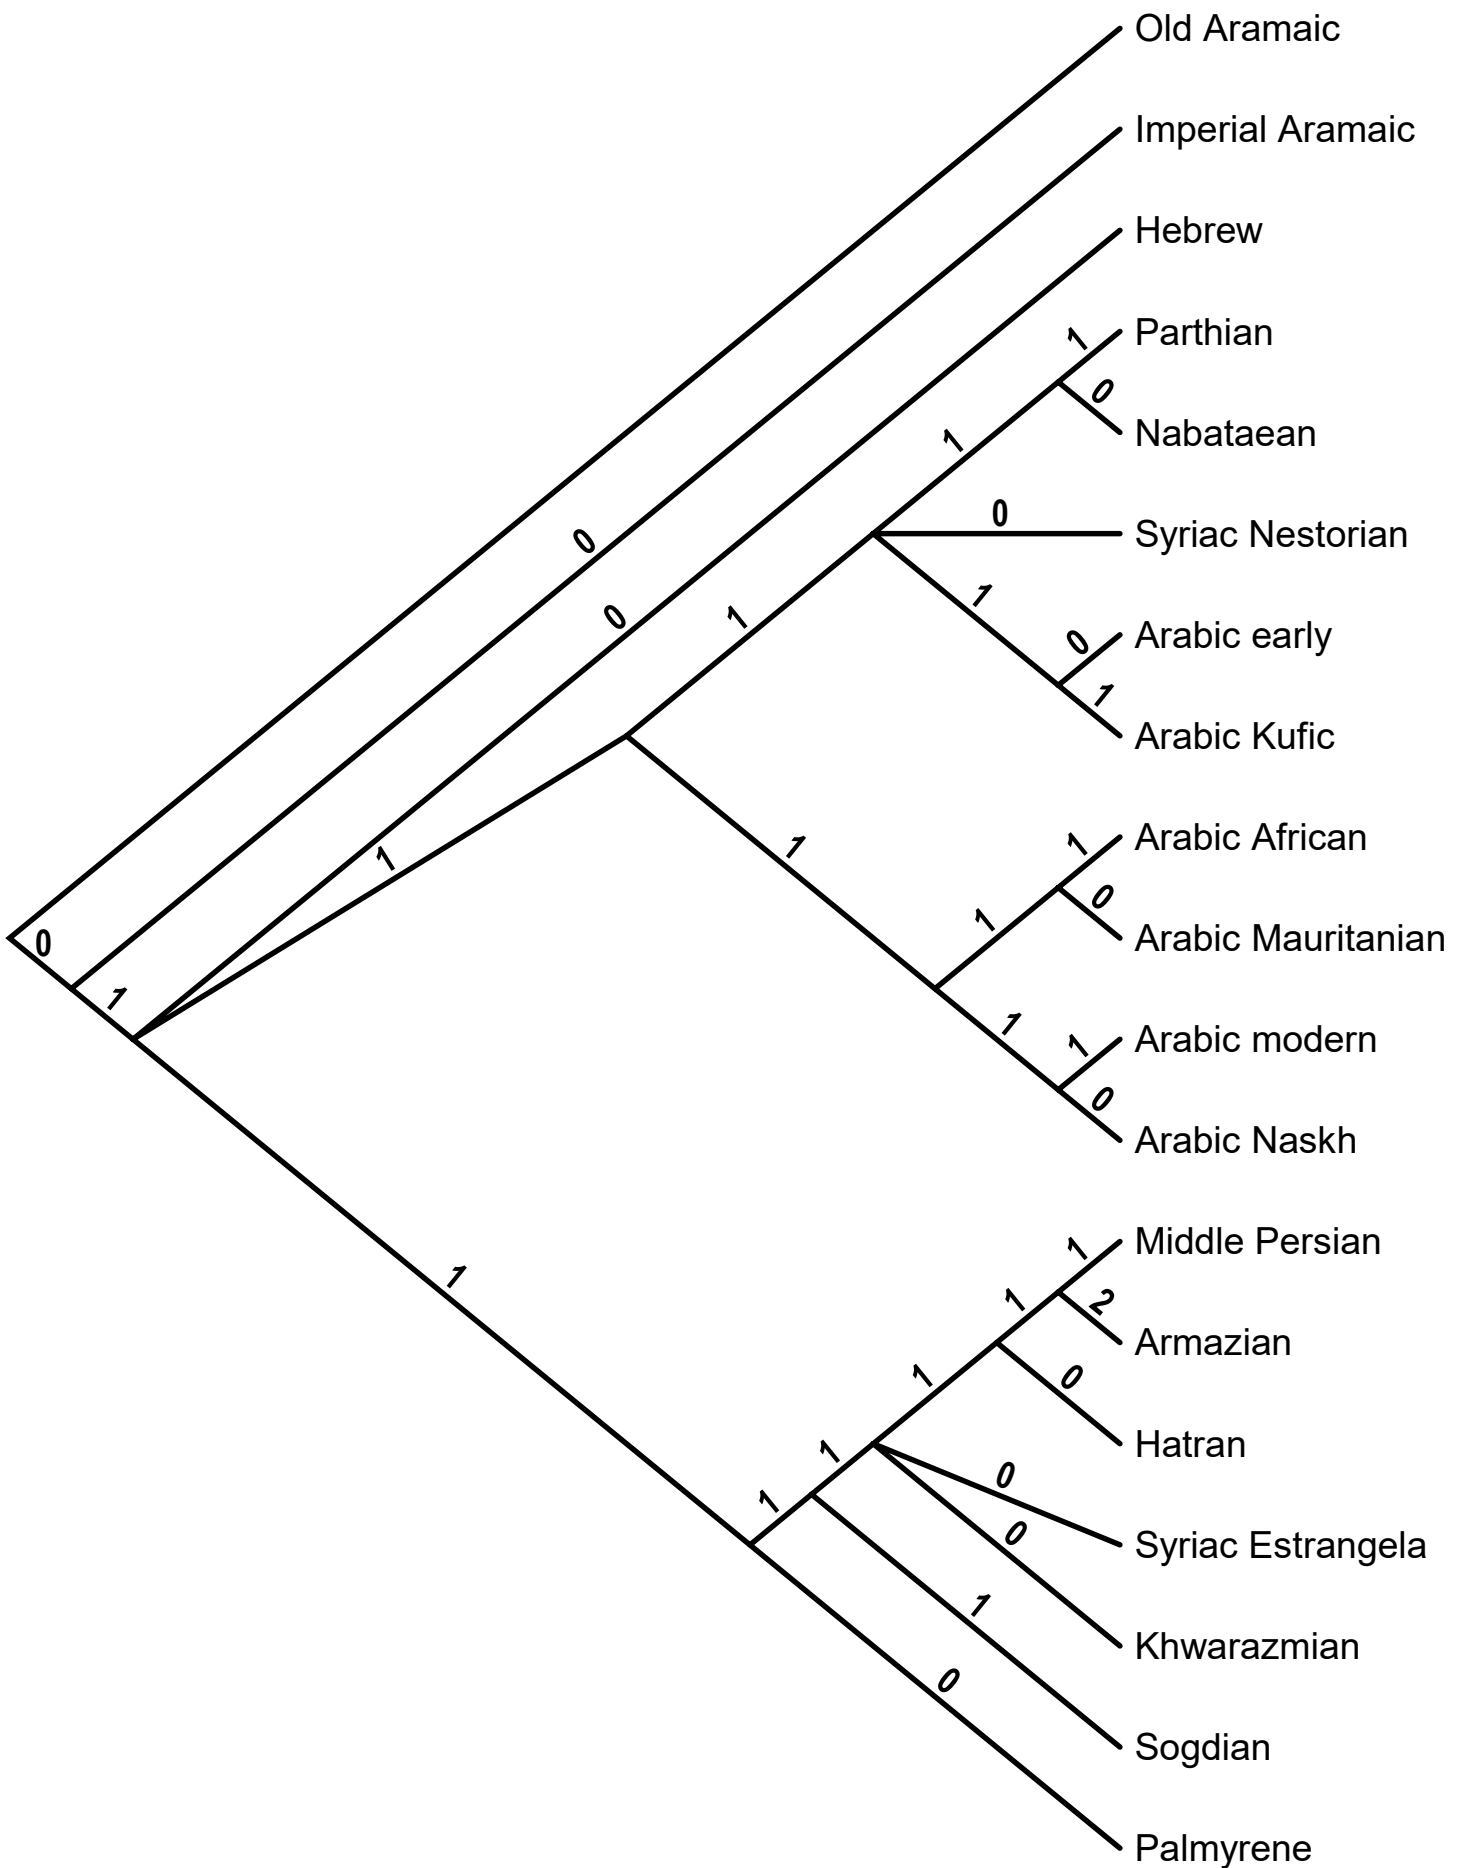 Old Aramaic
Imperial Aramaic
Hebrew
1 Parthian
0
Nabataean
1
0 Syriac Nestorian
0
1
0
1
0 Arabic early
1
Arabic Kufic
1
1 Arabic African
1
0
1
Arabic Mauritanian
0
1
1
1 Arabic modern
0
Arabic Naskh
1 Middle Persian
1
1
2
Armazian
1
0
Hatran
1
0
1
0 Syriac Estrangela
1
Khwarazmian
0
Sogdian
Palmyrene